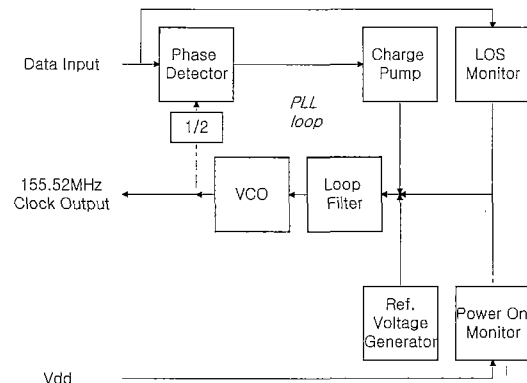 Data Input
Phase
Detector
Charge
Pump
LOS
Monitor
1/2
PLL
loop
155.52MHz
Clock Output
VCO
Loop
Filter
Ref.
Voltage
Generator
Power On
Monitor
Vdd